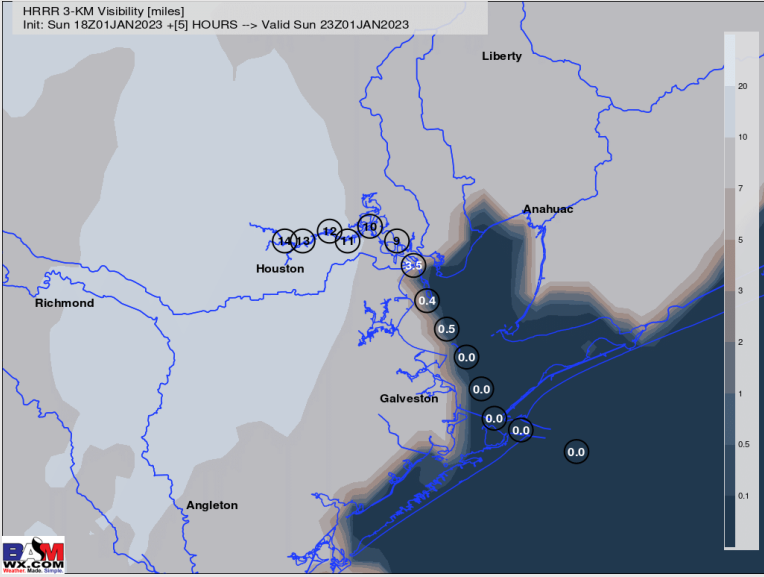 HRRR 3-KM Visibility [miles]
Init: Sun 18Z01JAN2023 +[5] HOURS --> Valid Sun 23Z01JAN2023
Liberty
20
10
7
Anahuac
14 13 12 11 10 9
5
3.5
Houston
3
0.4
Richmond
0.5
2
0.0
0.0
1
Galveston
0.0
0.0
0.5
0.0
0.1
Angleton
BAM
WX.COM
Weather. Made. Simple.